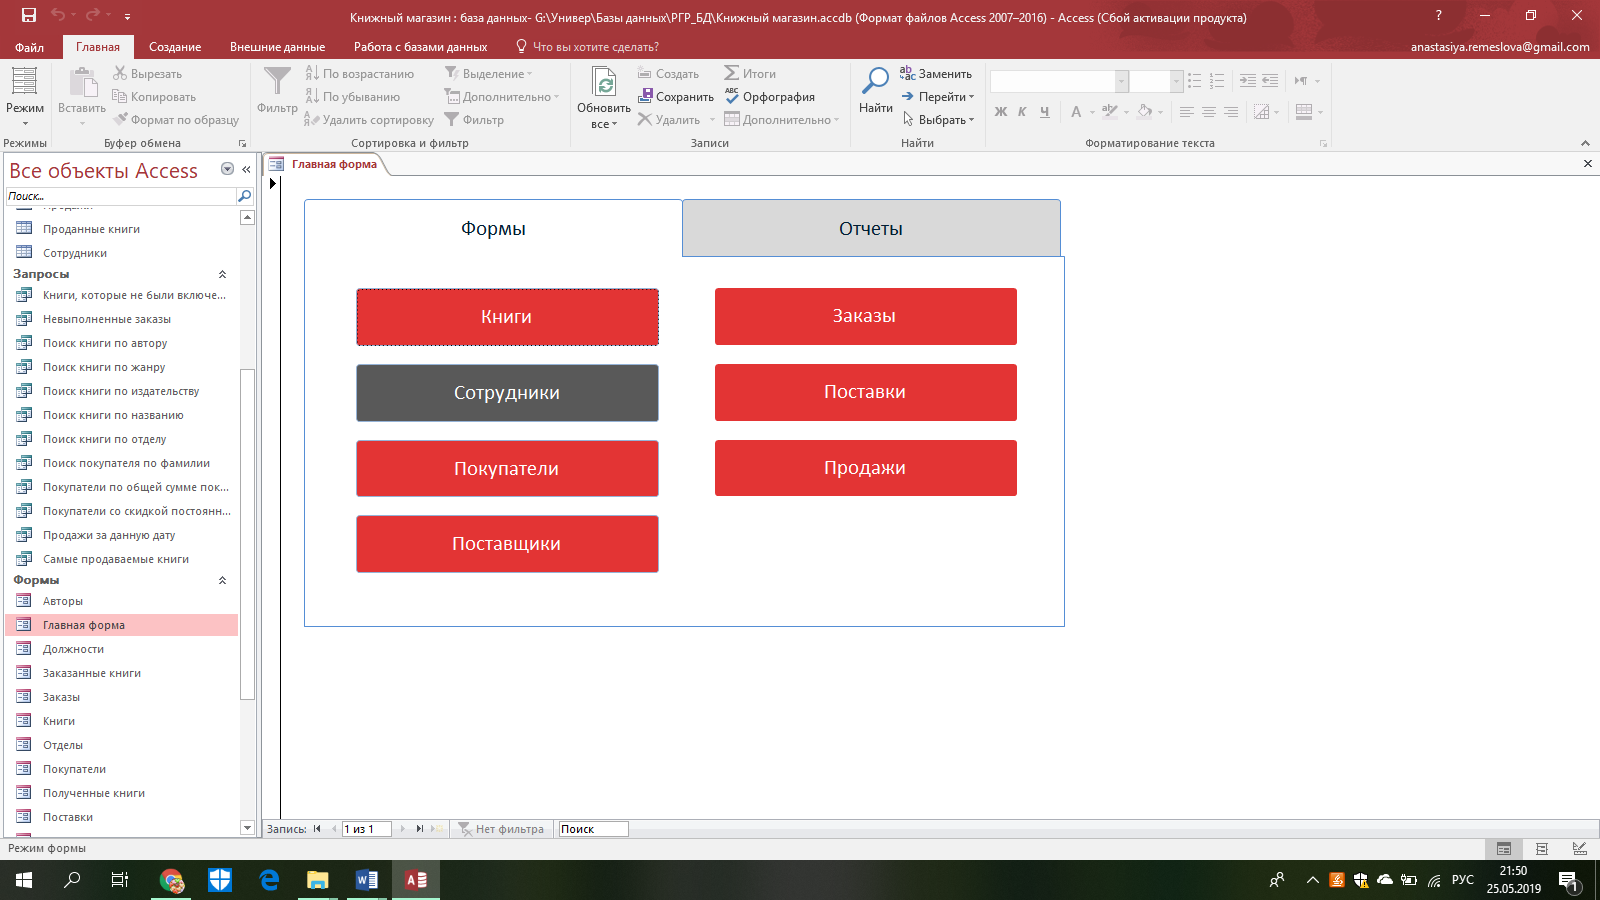 Книжный магазин : база данных- G:\Универ\Базы данных\РГР_БД\Книжный магазин.accdb (Формат файлов Access 2007–2016) - Access (Сбой активации продукта)
?
Файл Главная Создание Внешние данные Работа с базами данных Что вы хотите сделать? anastasiya.remeslova@gmail.com
Режим
Режимы
Вставить
Вырезать
Копировать
Формат по образцу
Буфер обмена
Фильтр
По возрастанию
По убыванию
Удалить сортировку
Выделение
Дополнительно
Фильтр
Сортировка и фильтр
Обновить
все
Создать
Сохранить
Удалить
Итоги
Орфография
Дополнительно
Записи
Найти
Заменить
Перейти
Выбрать
Найти
Ж К Ч А
Форматирование текста
Все объекты Access
Поиск...
Продажи
Проданные книги
Сотрудники
Запросы
Книги, которые не были включе...
Невыполненные заказы
Поиск книги по автору
Поиск книги по жанру
Поиск книги по издательству
Поиск книги по названию
Поиск книги по отделу
Поиск покупателя по фамилии
Покупатели по общей сумме пок...
Покупатели со скидкой постоянн...
Продажи за данную дату
Самые продаваемые книги
Формы
Авторы
Главная форма
Должности
Заказанные книги
Заказы
Книги
Отделы
Покупатели
Полученные книги
Поставки
Главная форма
Формы Отчеты
Книги Заказы
Сотрудники Поставки
Покупатели Продажи
Поставщики
Запись: 1 из 1 Нет фильтра Поиск
Режим формы
РУС
21:50
25.05.2019
1